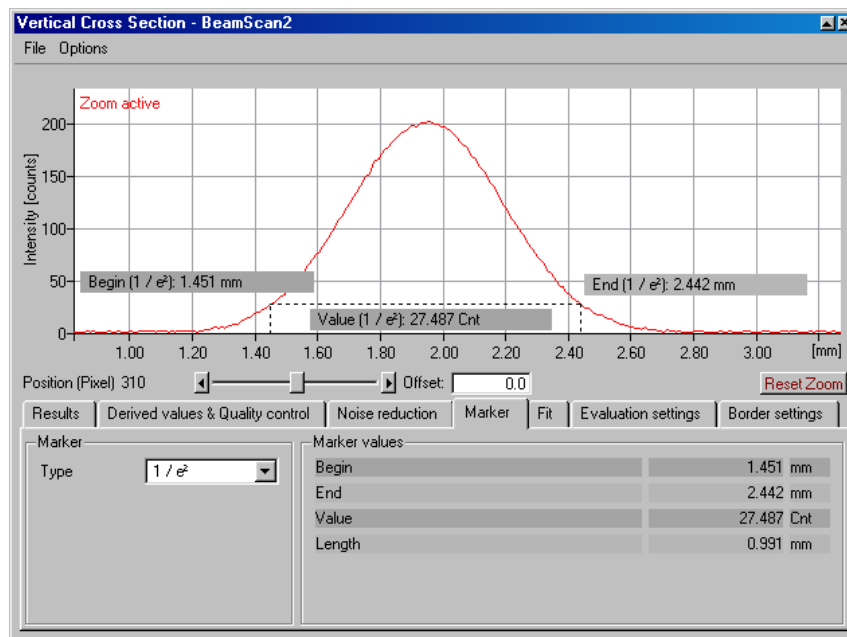 Vertical Cross Section - BeamScan2
File Options
Zoom active
Intensity [counts]
200
150
100
50
0
Begin (1 / e²): 1.451 mm
End (1 / e²): 2.442 mm
Value (1 / e²): 27.487 Cnt
1.00 1.20 1.40 1.60 1.80 2.00 2.20 2.40 2.60 2.80 3.00 [mm]
Position (Pixel) 310 Offset: 0.0 Reset Zoom
Results Derived values & Quality control Noise reduction Marker Fit Evaluation settings Border settings
Marker
Type 1 / e²
Marker values
Begin 1.451 mm
End 2.442 mm
Value 27.487 Cnt
Length 0.991 mm